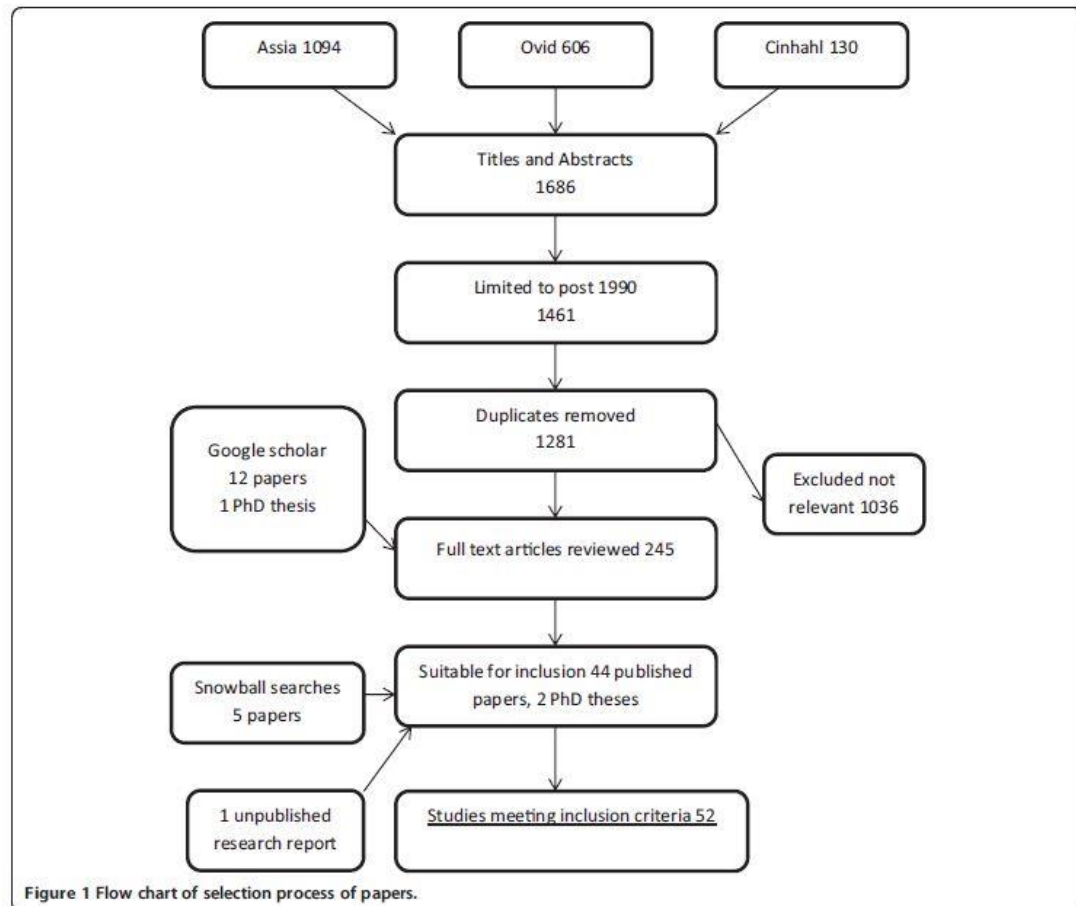 Assia 1094
Ovid 606
Cinhahl 130
Titles and Abstracts
1686
Limited to post 1990
1461
Duplicates removed
1281
Google scholar
12 papers
1 PhD thesis
Excluded not
relevant 1036
Full text articles reviewed 245
Suitable for inclusion 44 published
papers, 2 PhD theses
Snowball searches
5 papers
1 unpublished
research report
Studies meeting inclusion criteria 52
Figure 1 Flow chart of selection process of papers.